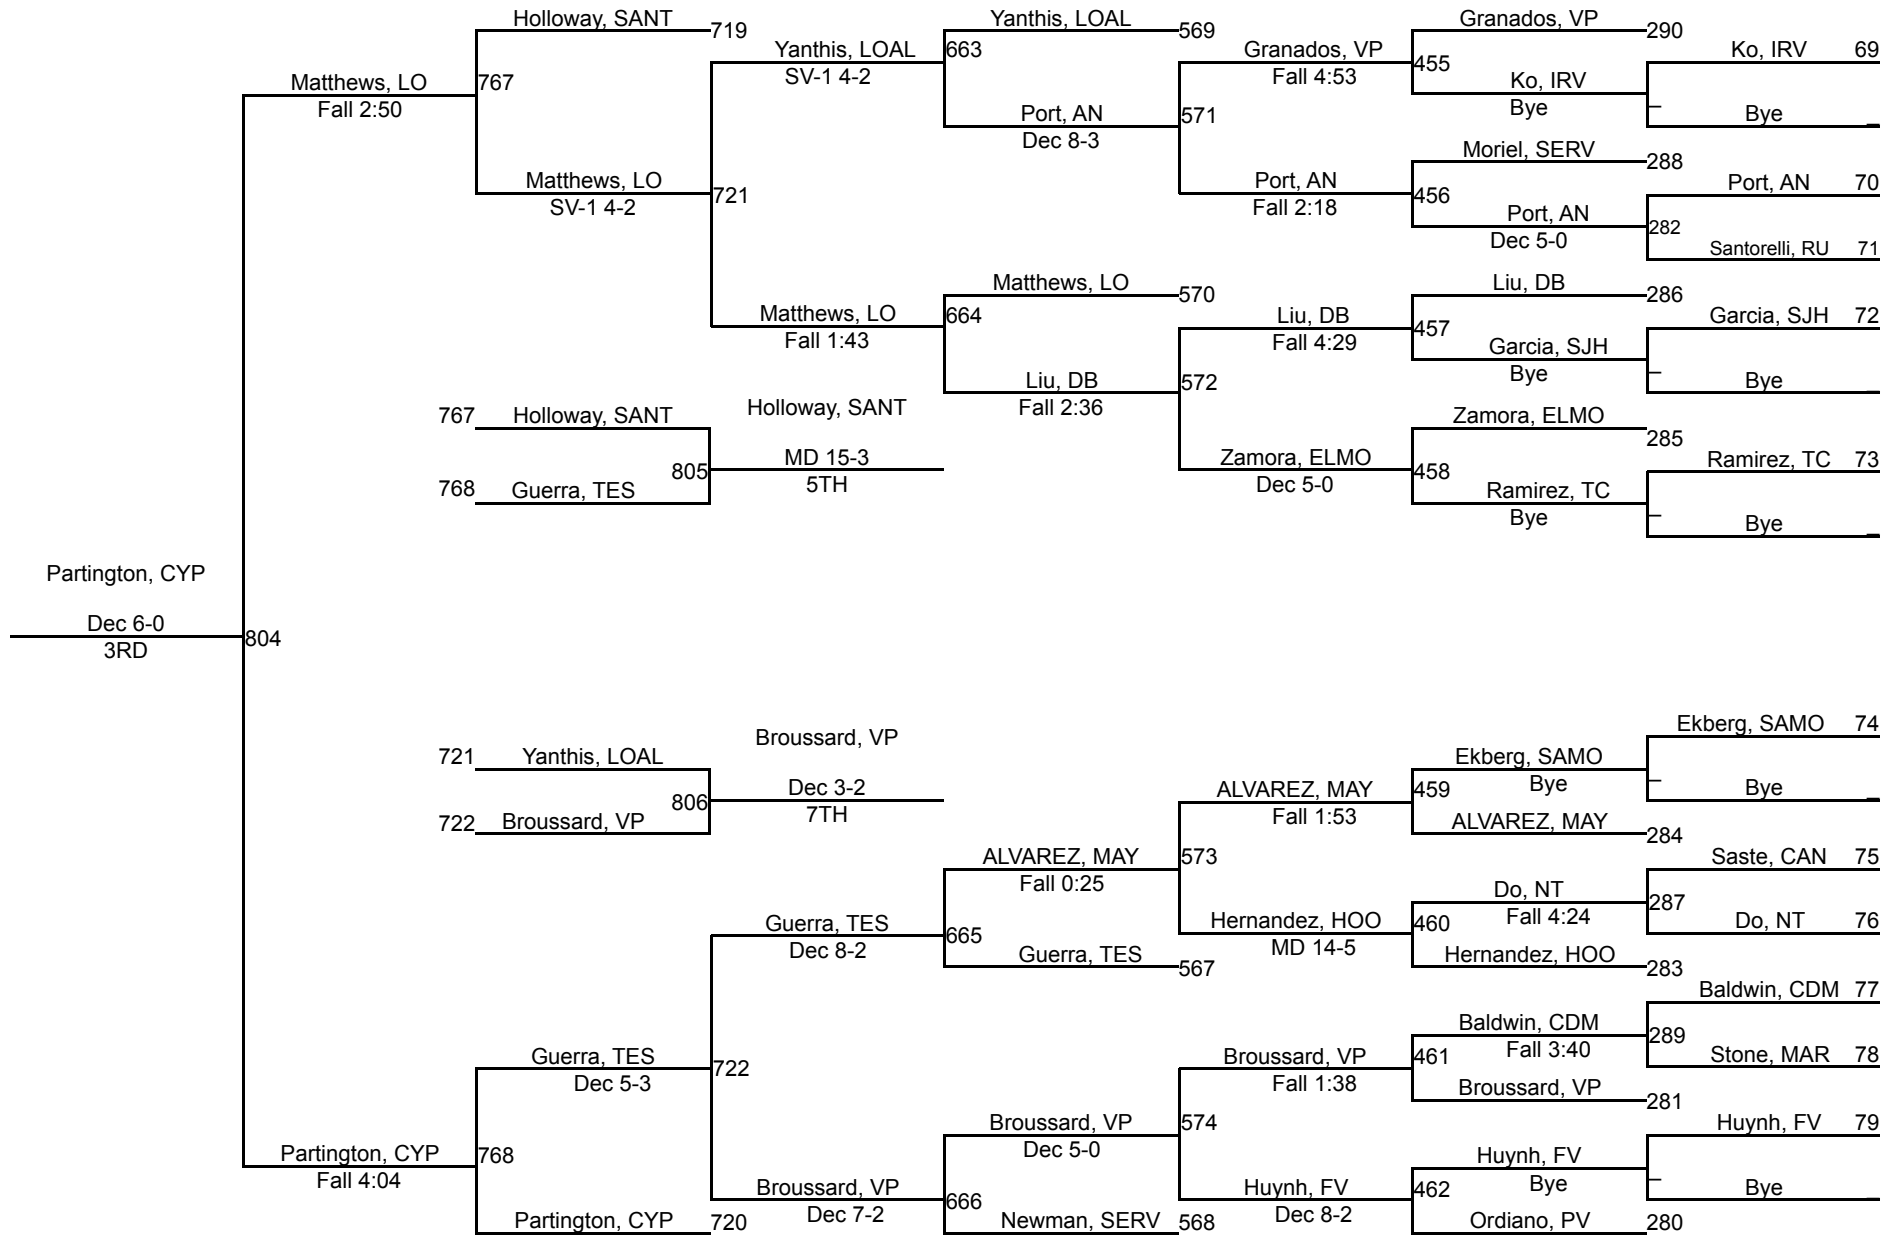 Holloway, SANT
719
Yanthis, LOAL
569
Granados, VP
290
Ko, IRV 69
Yanthis, LOAL
SV-1 4-2
663
Granados, VP
Fall 4:53
455
Ko, IRV
Bye
Matthews, LO
Fall 2:50
767
Port, AN
Dec 8-3
571
Bye
Moriel, SERV
288
Matthews, LO
SV-1 4-2
721
Port, AN
Fall 2:18
456
Port, AN 70
Port, AN
Dec 5-0
282
Santorelli, RU 71
Matthews, LO
570
Liu, DB
286
Matthews, LO
Fall 1:43
664
Liu, DB
Fall 4:29
457
Garcia, SJH 72
Garcia, SJH
Bye
Liu, DB
Fall 2:36
572
Bye
767 Holloway, SANT
Holloway, SANT
Zamora, ELMO
285
805
MD 15-3
5TH
Zamora, ELMO
Dec 5-0
458
Ramirez, TC 73
768 Guerra, TES
Ramirez, TC
Bye
Bye
Partington, CYP
Dec 6-0
3RD
804
721 Yanthis, LOAL
Broussard, VP
Ekberg, SAMO 74
Ekberg, SAMO
Bye
806
Dec 3-2
7TH
ALVAREZ, MAY
Fall 1:53
459
Bye
722 Broussard, VP
ALVAREZ, MAY
284
ALVAREZ, MAY
Fall 0:25
573
Saste, CAN 75
Do, NT
Fall 4:24
287
Guerra, TES
Dec 8-2
665
Hernandez, HOO
MD 14-5
460
Do, NT 76
Guerra, TES
567
Hernandez, HOO
283
Baldwin, CDM 77
Baldwin, CDM
Fall 3:40
289
Guerra, TES
Dec 5-3
722
Broussard, VP
Fall 1:38
461
Stone, MAR 78
Broussard, VP
281
Broussard, VP
Dec 5-0
574
Huynh, FV 79
Partington, CYP
Fall 4:04
768
Huynh, FV
Bye
Broussard, VP
Dec 7-2
666
Huynh, FV
Dec 8-2
462
Bye
Partington, CYP
720
Newman, SERV
568
Ordiano, PV
280